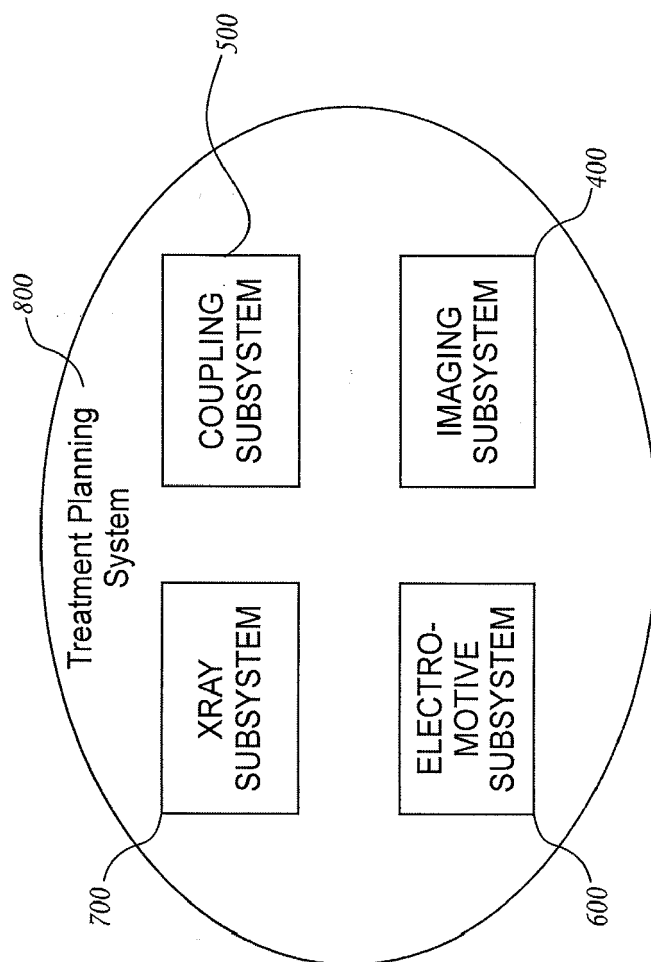 800
Treatment Planning
System
500
XRAY
SUBSYSTEM
COUPLING
SUBSYSTEM
700
ELECTRO-
MOTIVE
SUBSYSTEM
IMAGING
SUBSYSTEM
600
400